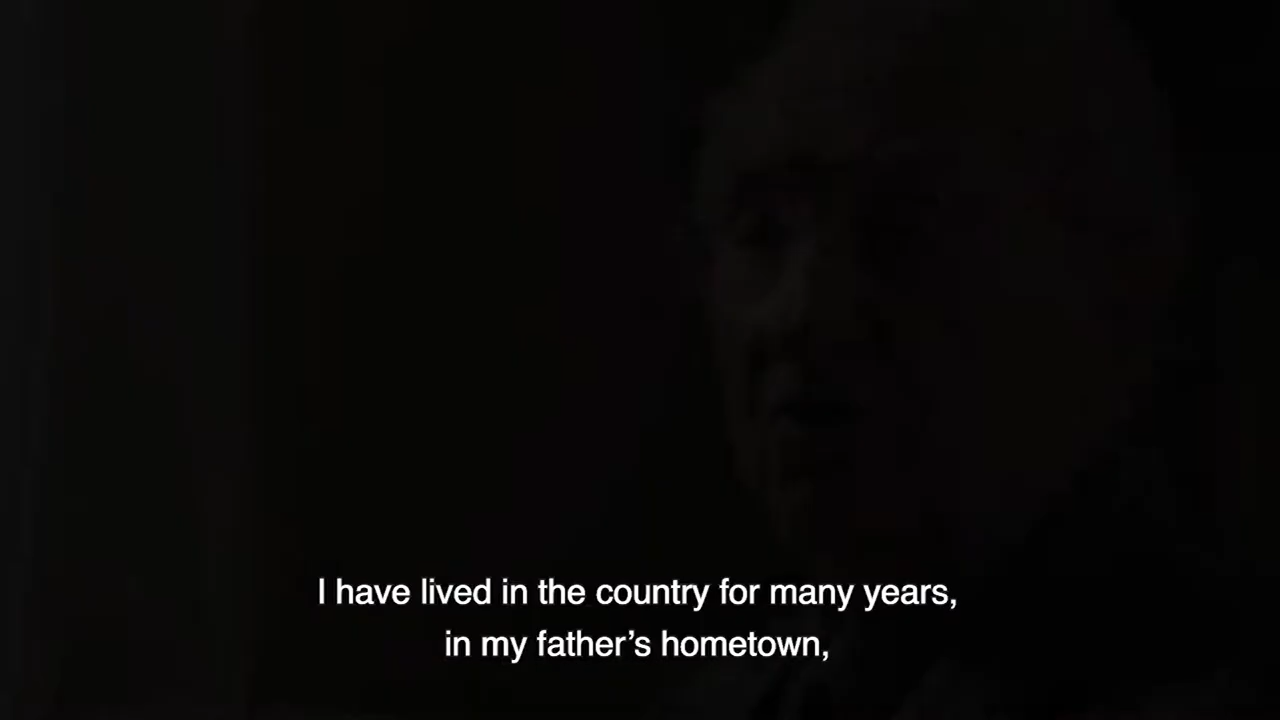 I have lived in the country for many years,
in my father’s hometown,